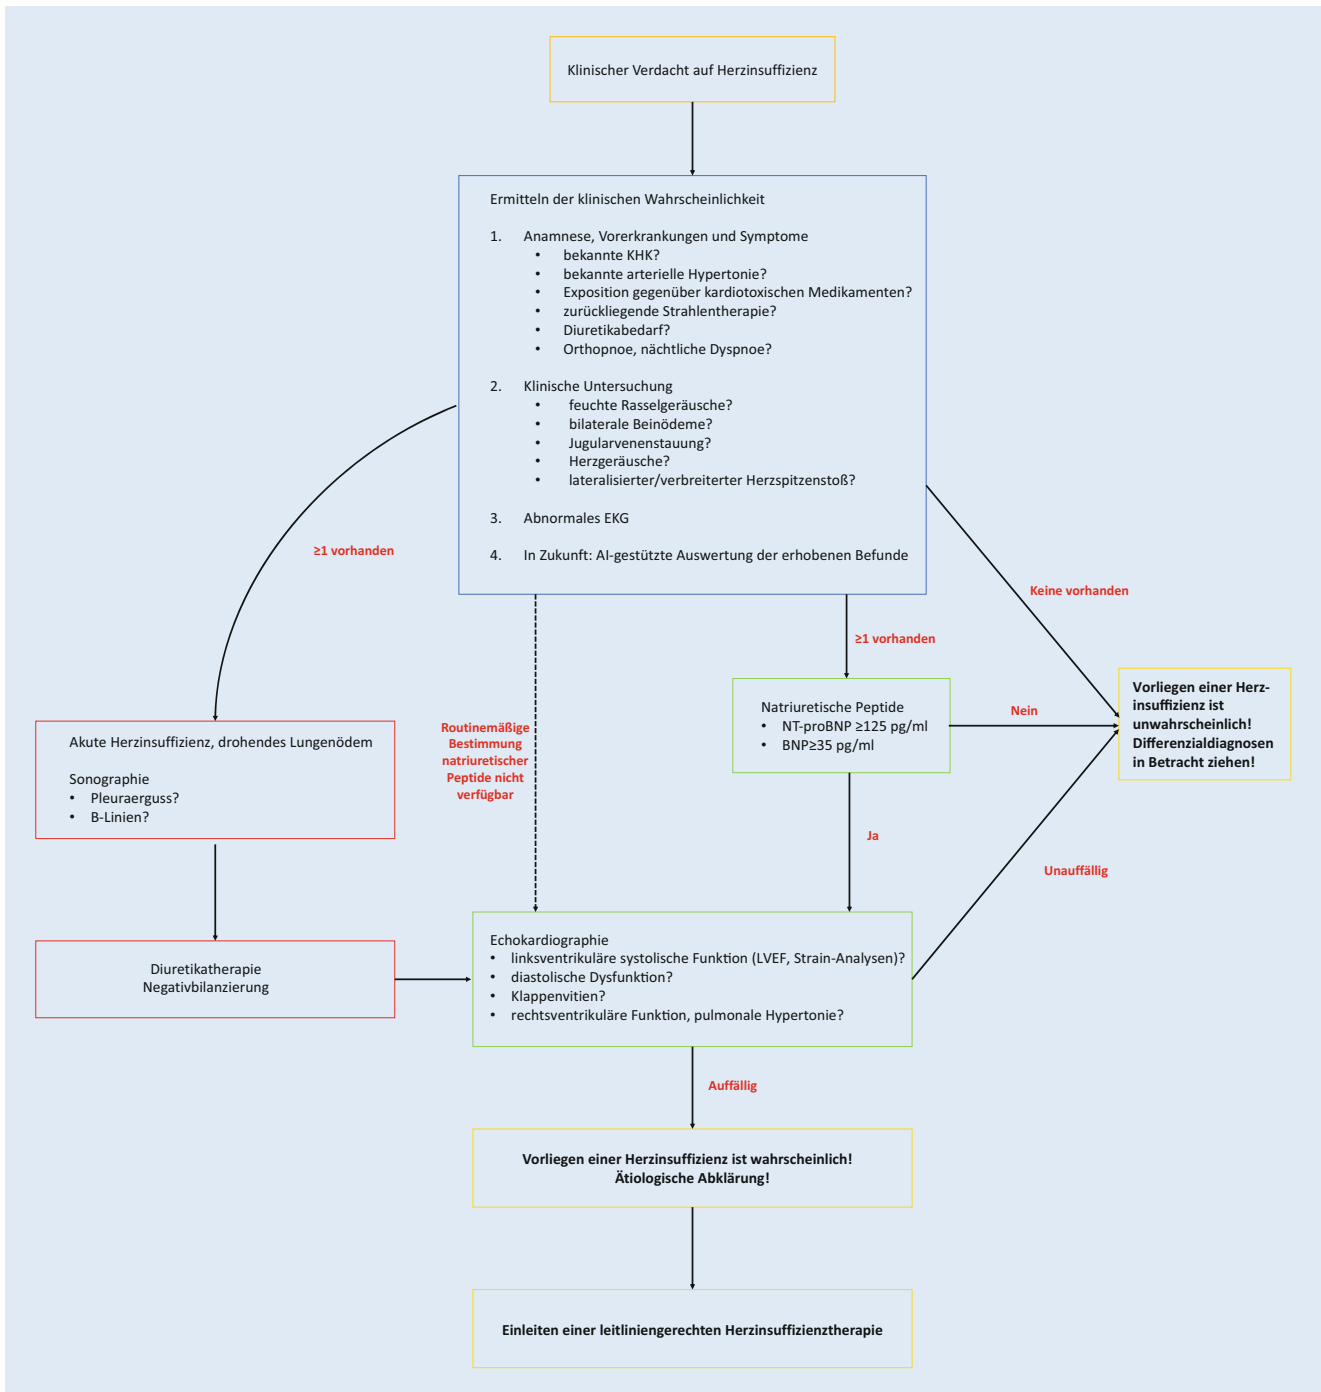 Klinischer Verdacht auf Herzinsuffizienz
Ermitteln der klinischen Wahrscheinlichkeit
1. Anamnese, Vorerkrankungen und Symptome
• bekannte KHK?
• bekannte arterielle Hypertonie?
• Exposition gegenüber kardiotoxischen Medikamenten?
• zurückliegende Strahlentherapie?
• Diuretikabedarf?
• Orthopnoe, nächtliche Dyspnoe?
2. Klinische Untersuchung
• feuchte Rasselgeräusche?
• bilaterale Beinödeme?
• Jugularvenenstauung?
• Herzgeräusche?
• lateralisierter/verbreiterter Herzspitzenstoß?
3. Abnormales EKG
4. In Zukunft: AI-gestützte Auswertung der erhobenen Befunde
≥1 vorhanden
Keine vorhanden
≥1 vorhanden
Akute Herzinsuffizienz, drohendes Lungenödem
Sonographie
• Pleuraerguss?
• B-Linien?
Routinemäßige
Bestimmung
natriuretischer
Peptide nicht
verfügbar
Natriuretische Peptide
• NT-proBNP ≥125 pg/ml
• BNP≥35 pg/ml
Nein
Vorliegen einer Herz-
insuffizienz ist
unwahrscheinlich!
Differenzialdiagnosen
in Betracht ziehen!
Ja
Unauffällig
Diuretikatherapie
Negativbilanzierung
Echokardiographie
• linksventrikuläre systolische Funktion (LVEF, Strain-Analysen)?
• diastolische Dysfunktion?
• Klappenvitien?
• rechtsventrikuläre Funktion, pulmonale Hypertonie?
Auffällig
Vorliegen einer Herzinsuffizienz ist wahrscheinlich!
Ätiologische Abklärung!
Einleiten einer leitliniengerechten Herzinsuffizienztherapie